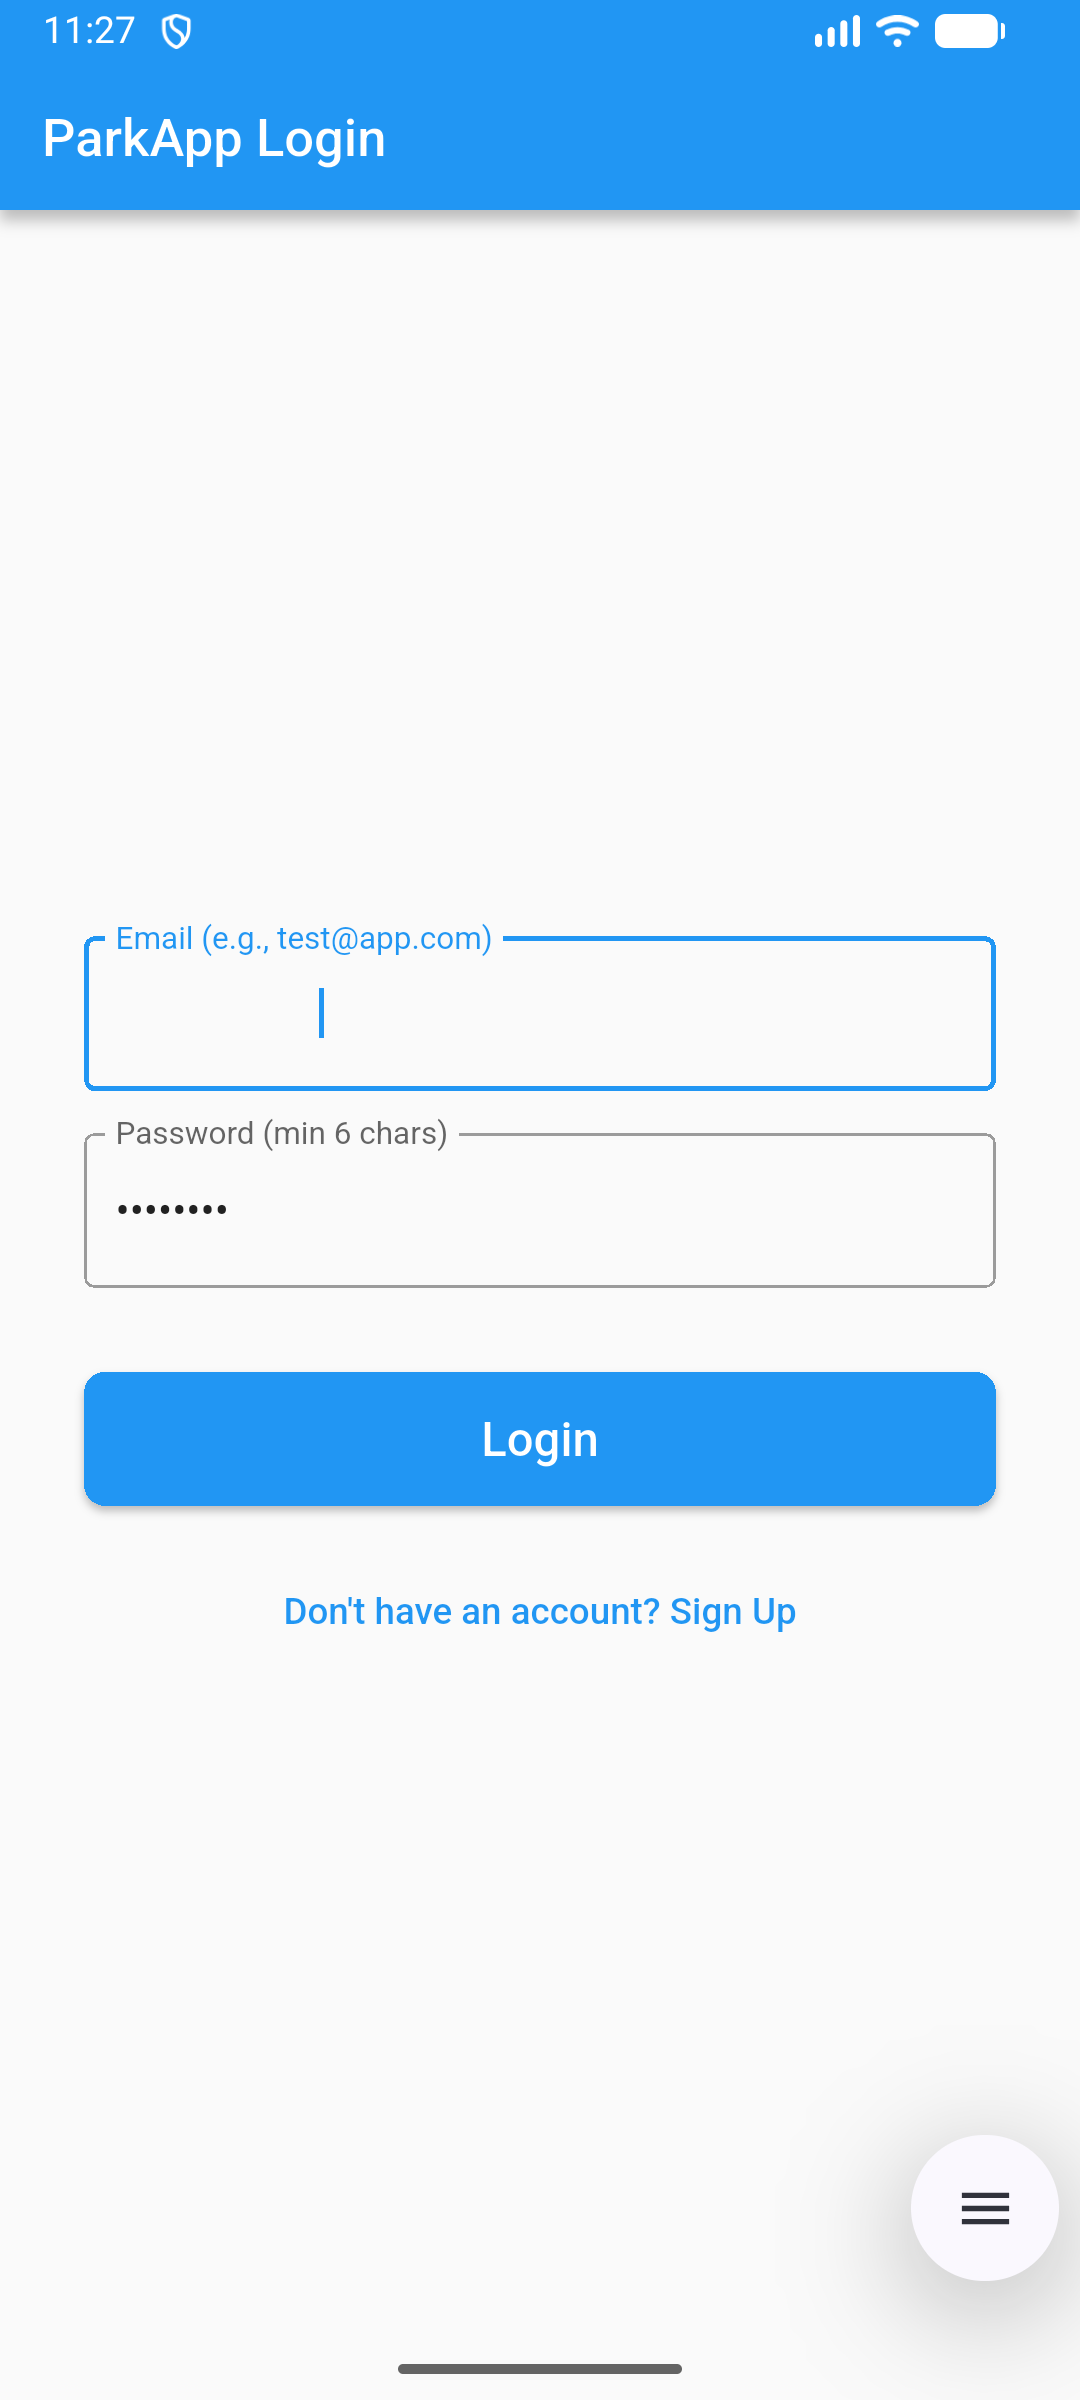 11:27
ParkApp Login
Email (e.g., test@app.com)
Password (min 6 chars)
••••••••
Login
Don't have an account? Sign Up